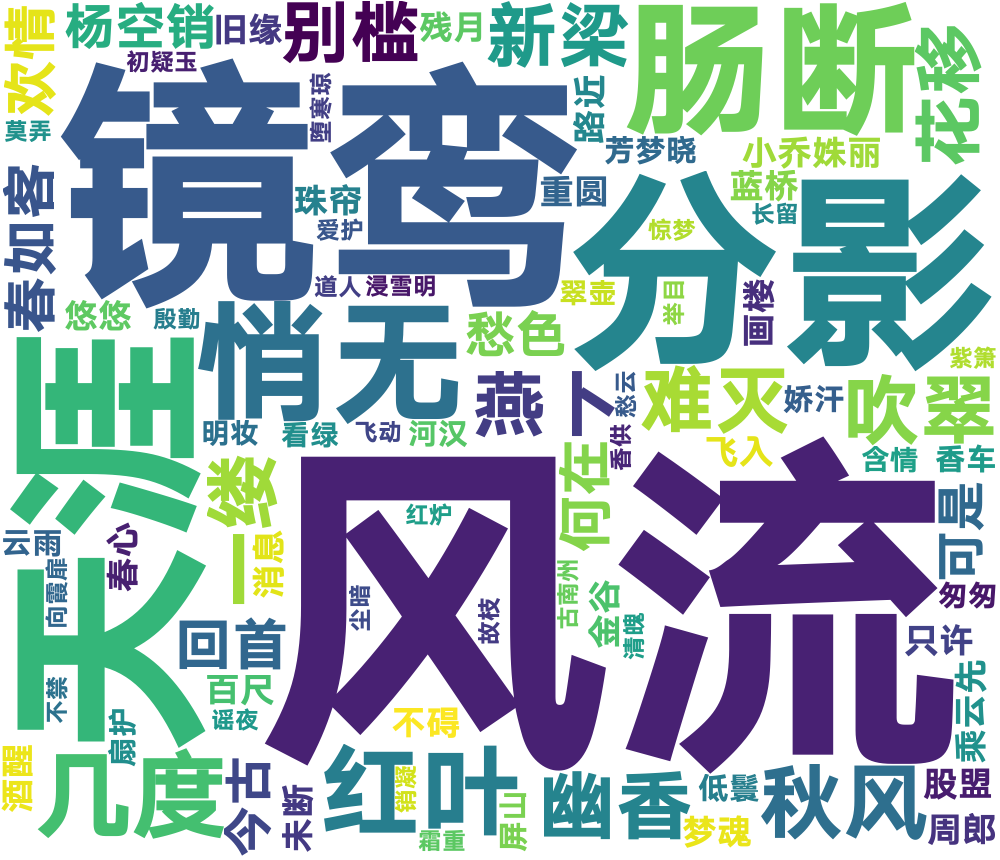 欢情
杨空销
旧缘
别槛
残月
新梁
肠断
花移
初疑玉
莫弄
镜鸾
堕寒琼
路近
芳梦晓
小乔姝丽
春如客
珠帘
重圆
蓝桥
长留
爱护
分影
惊梦
道人
浸雪明
翠壶
举目
画楼
悠悠
殷勤
悄无
愁色
紫箫
天涯
燕
了
愁云
难灭
娇汗
吹翠
明妆
看绿
飞动
河汉
香供
飞入
含情
香车
一缕
何在
风流
可是
云雨
春心
消息
红炉
向霞扉
古南州
金谷
匆匆
尘暗
故枝
清魄
回首
只许
不禁
百尺
谣夜
扇护
不碍
乘云先
酒醒
几度
今古
未断
红叶
销凝
屏山
幽香
低鬟
秋风
股盟
霜重
梦魂
周郎